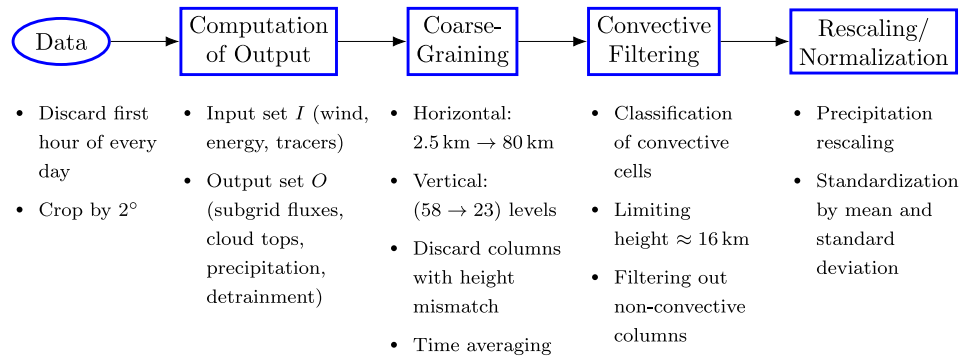 Data
Computation
of Output
Coarse-
Graining
Convective
Filtering
Rescaling/
Normalization
• Discard first
hour of every
day
• Crop by 2°
• Input set I (wind,
energy, tracers)
• Output set O
(subgrid fluxes,
cloud tops,
precipitation,
detrainment)
• Horizontal:
2.5 km → 80 km
• Vertical:
(58 → 23) levels
• Discard columns
with height
mismatch
• Time averaging
• Classification
of convective
cells
• Limiting
height ≈ 16 km
• Filtering out
non-convective
columns
• Precipitation
rescaling
• Standardization
by mean and
standard
deviation